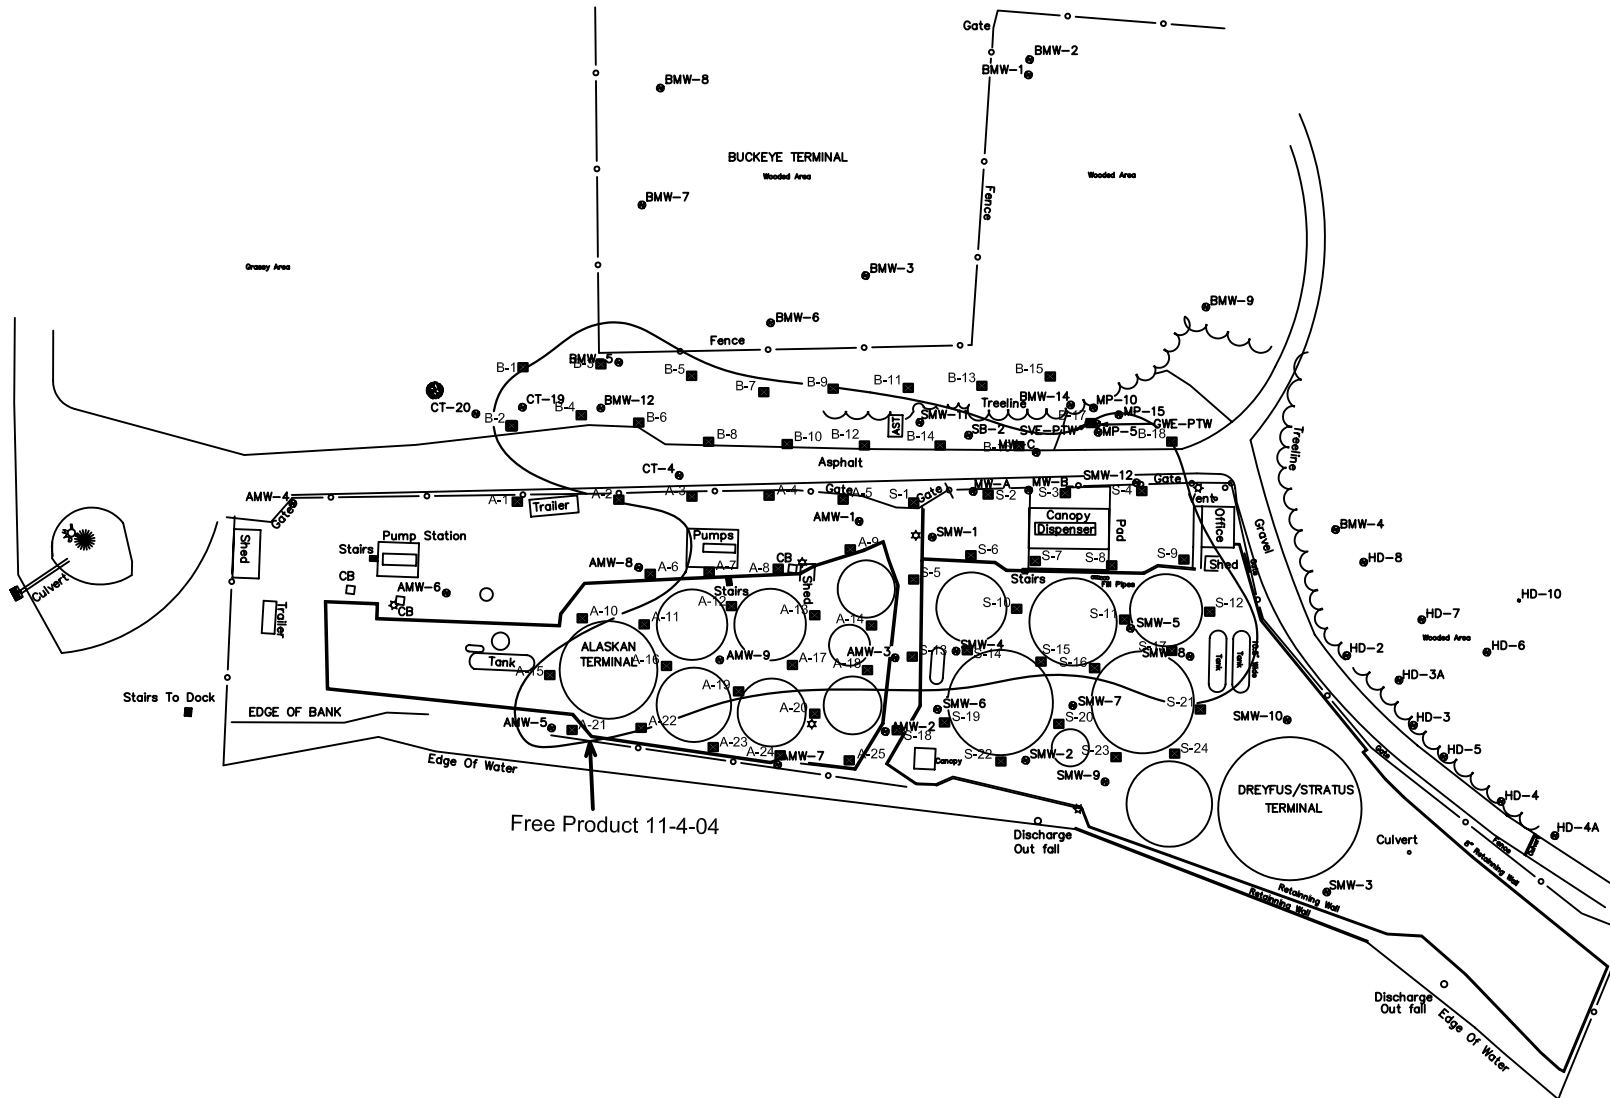 Gate
BMW-2
BMW-1
BMW-8
BUCKEYE TERMINAL
Wooded Area
Wooded Area
Fence
BMW-7
Grassy Area
BMW-3
BMW-9
BMW-6
Fence
B-1
B-3
BMW-5
B-5
B-7
B-9
B-11
B-13
B-15
Treeline
BMW-14
MP-10
CT-20
CT-19
B-2
B-4
BMW-12
B-6
AST
SMW-11
B-17
MP-15
SB-2
SVE-PTW
MP-5
GWE-PTW
B-8
B-10
B-12
B-14
MW-C
B-18
Treeline
Asphalt
CT-4
SMW-12
Gate
AMW-4
Gate
A-1
Trailer
A-2
A-3
A-4
Gate
A-5
S-1
Gate
MW-A
S-2
MW-B
S-3
S-4
Vent
Office
Gravel
AMW-1
Canopy
Dispenser
Pad
BMW-4
Shed
Pump Station
Pumps
SMW-1
Stairs
A-9
S-6
S-7
S-8
S-9
HD-8
Culvert
CB
AMW-6
CB
AMW-8
A-6
A-7
A-8
CB
Shed
Stairs
S-5
Stairs
Fill Pipes
Shed
Gate
Trailer
A-10
A-11
A-12
A-13
A-14
S-10
S-11
S-12
SMW-5
HD-10
HD-7
Wooded Area
HD-6
ALASKAN
TERMINAL
Tank
A-15
A-16
AMW-9
A-17
A-18
AMW-3
S-13
SMW-4
S-14
S-15
S-16
S-17
SMW-8
Tank
Tank
HD-2
HD-3A
Stairs To Dock
EDGE OF BANK
A-19
A-20
SMW-6
S-19
SMW-7
S-20
S-21
SMW-10
HD-3
AMW-5
A-21
A-22
A-23
A-24
AMW-7
A-25
AMW-2
S-18
S-22
SMW-2
S-23
S-24
Gate
HD-5
Edge Of Water
Canopy
SMW-9
DREYFUS/STRATUS
TERMINAL
HD-4
HD-4A
Free Product 11-4-04
Discharge
Out fall
Culvert
Fence
8" Retainning Wall
Retainning Wall
Retainning Wall
SMW-3
Discharge
Out fall
Edge Of Water